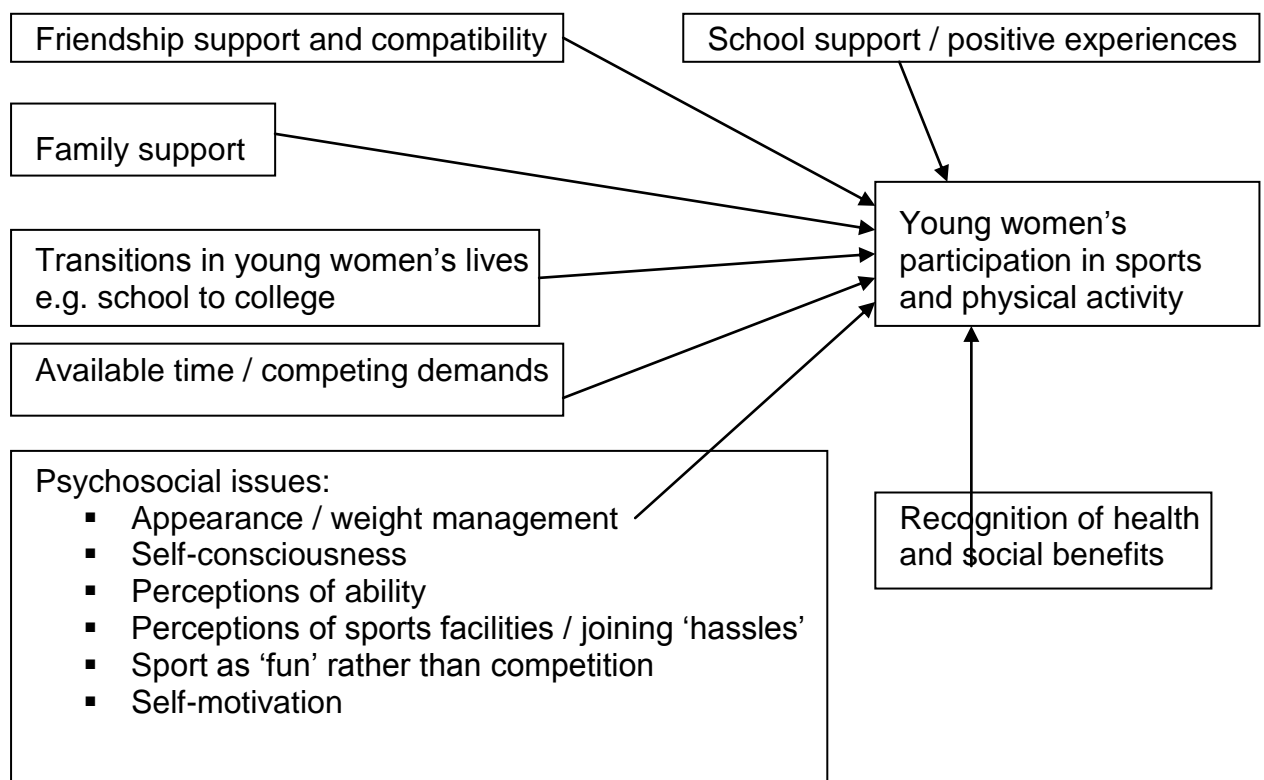 Friendship support and compatibility
School support / positive experiences
Family support
Young women’s
participation in sports
and physical activity
Transitions in young women’s lives
e.g. school to college
Available time / competing demands
Psychosocial issues:
▪ Appearance / weight management
▪ Self-consciousness
▪ Perceptions of ability
▪ Perceptions of sports facilities / joining ‘hassles’
▪ Sport as ‘fun’ rather than competition
▪ Self-motivation
Recognition of health
and social benefits